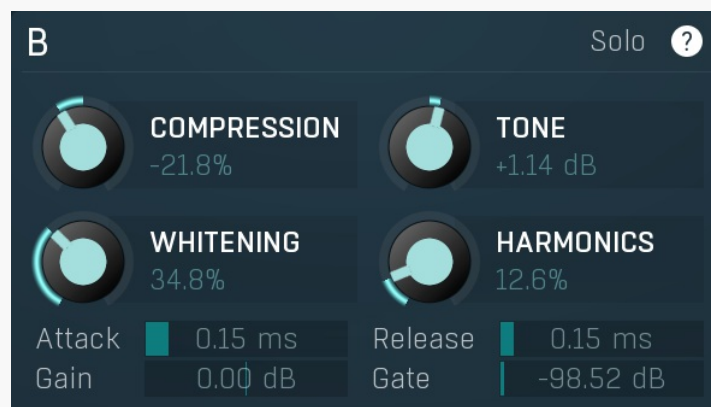 B Solo ?
COMPRESSION TONE
-21.8% +1.14 dB
WHITENING HARMONICS
34.8% 12.6%
Attack 0.15 ms Release 0.15 ms
Gain 0.00 dB Gate -98.52 dB